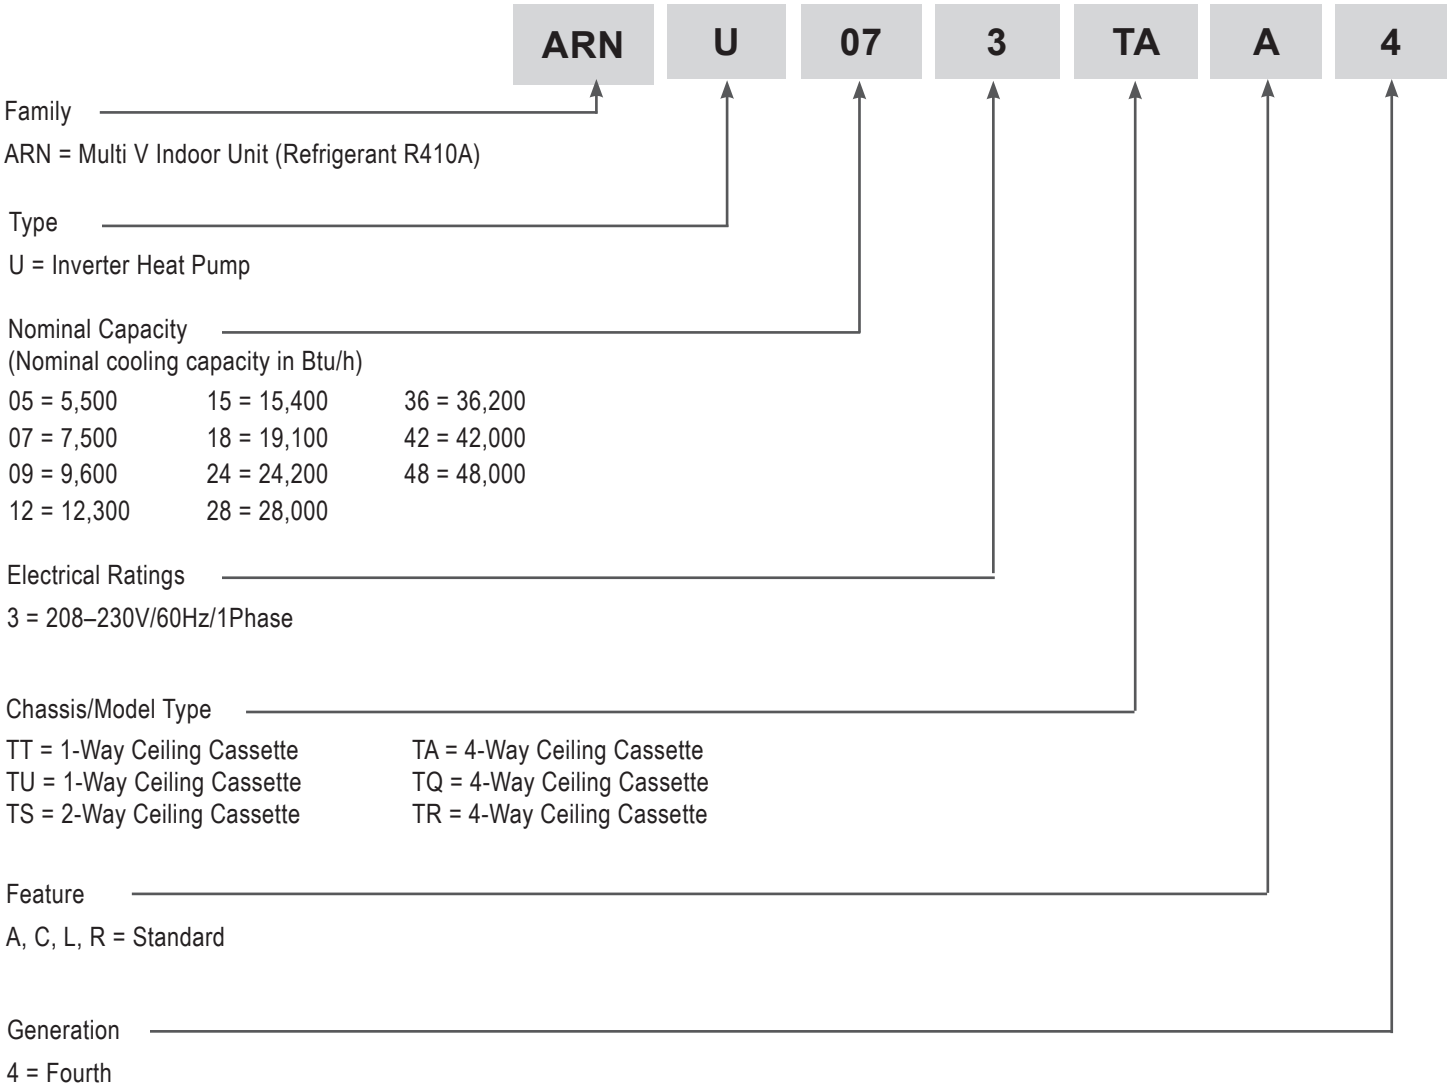 ARN U 07 3 TA A 4
Family
ARN = Multi V Indoor Unit (Refrigerant R410A)
Type
U = Inverter Heat Pump
Nominal Capacity
(Nominal cooling capacity in Btu/h)
05 = 5,500 15 = 15,400 36 = 36,200
07 = 7,500 18 = 19,100 42 = 42,000
09 = 9,600 24 = 24,200 48 = 48,000
12 = 12,300 28 = 28,000
Electrical Ratings
3 = 208–230V/60Hz/1Phase
Chassis/Model Type
TT = 1-Way Ceiling Cassette TA = 4-Way Ceiling Cassette
TU = 1-Way Ceiling Cassette TQ = 4-Way Ceiling Cassette
TS = 2-Way Ceiling Cassette TR = 4-Way Ceiling Cassette
Feature
A, C, L, R = Standard
Generation
4 = Fourth